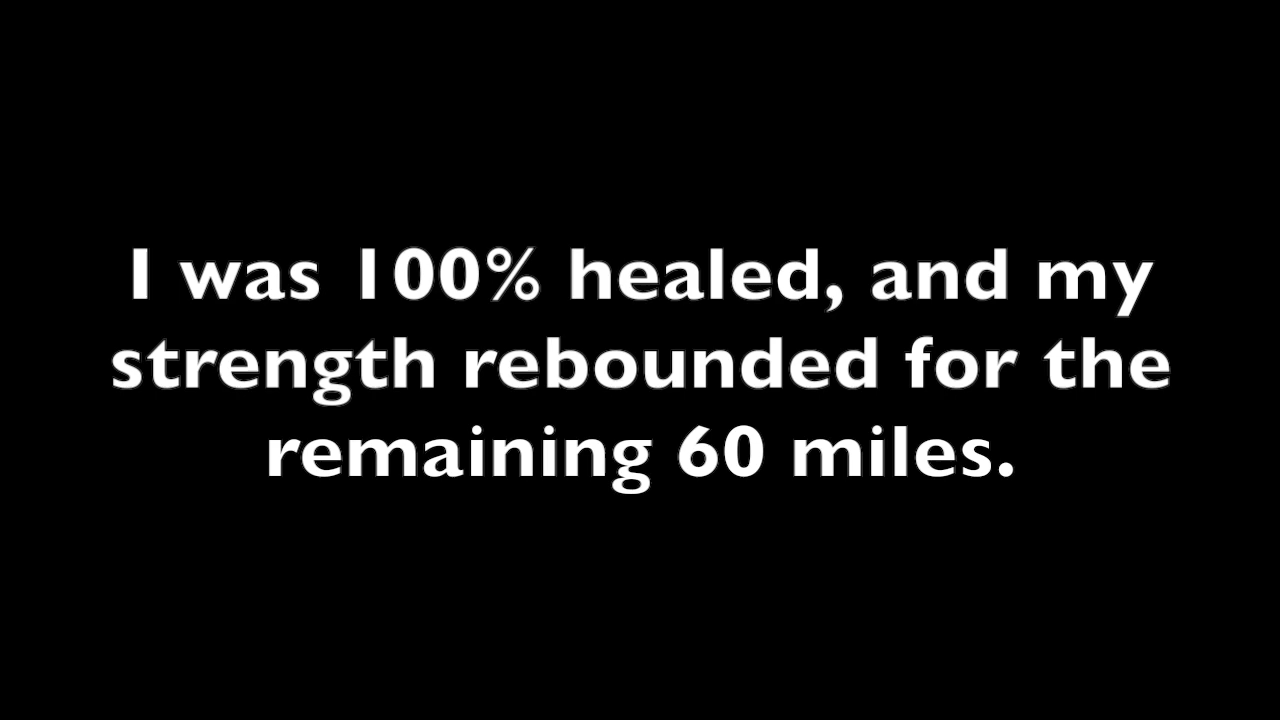 I was 100% healed, and my
strength rebounded for the
remaining 60 miles.